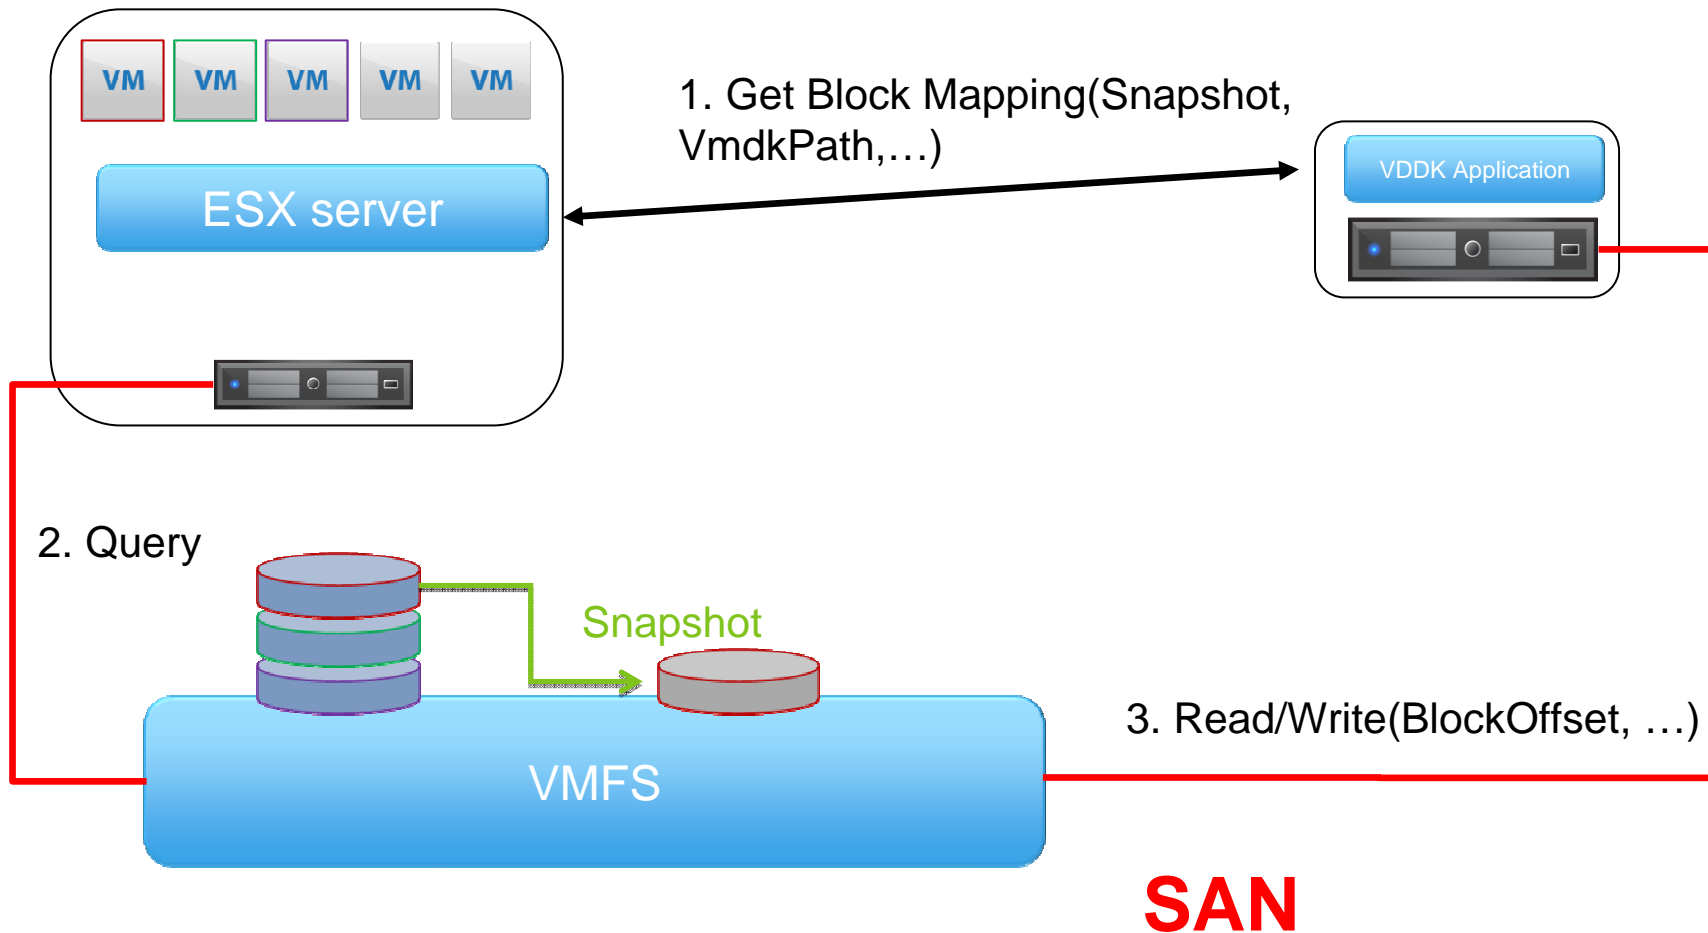 VM VM VM VM VM
ESX server
1. Get Block Mapping(Snapshot,
VmdkPath,…)
VDDK Application
2. Query
Snapshot
VMFS
3. Read/Write(BlockOffset, …)
SAN